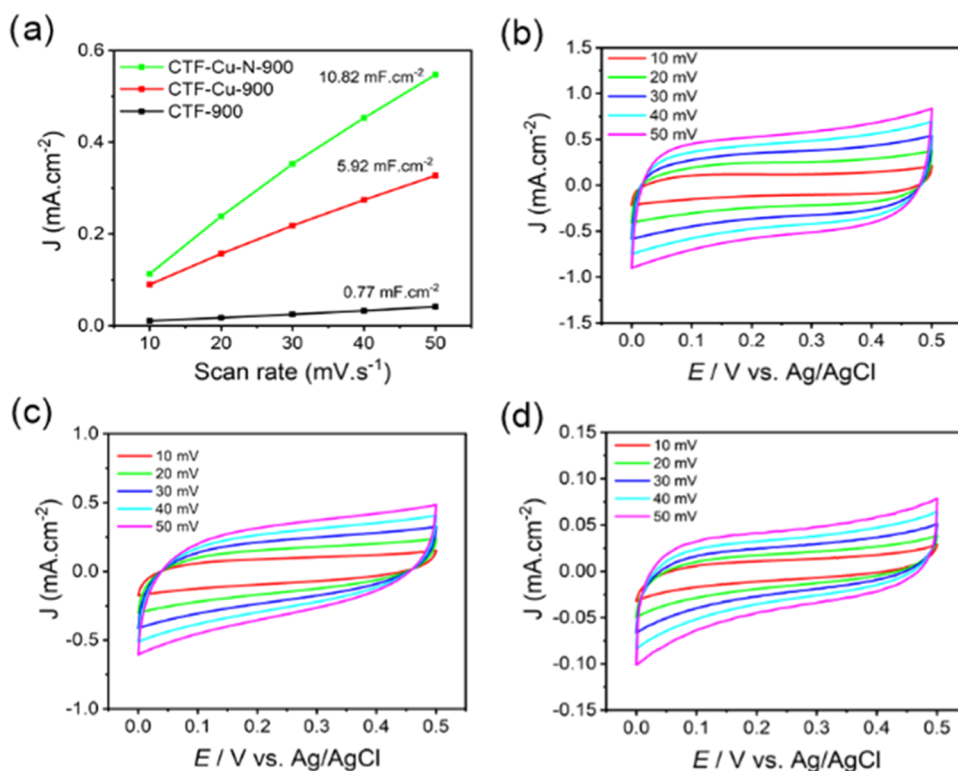 (a)
J (mA.cm⁻²)
0.6
0.4
0.2
0.0
CTF-Cu-N-900
CTF-Cu-900
CTF-900
10.82 mF.cm⁻²
5.92 mF.cm⁻²
0.77 mF.cm⁻²
10 20 30 40 50
Scan rate (mV.s⁻¹)
(b)
J (mA.cm⁻²)
1.5
1.0
0.5
0.0
-0.5
-1.0
-1.5
10 mV
20 mV
30 mV
40 mV
50 mV
0.0 0.1 0.2 0.3 0.4 0.5
E / V vs. Ag/AgCl
(c)
J (mA.cm⁻²)
1.0
0.5
0.0
-0.5
-1.0
10 mV
20 mV
30 mV
40 mV
50 mV
0.0 0.1 0.2 0.3 0.4 0.5
E / V vs. Ag/AgCl
(d)
J (mA.cm⁻²)
0.15
0.10
0.05
0.00
-0.05
-0.10
-0.15
10 mV
20 mV
30 mV
40 mV
50 mV
0.0 0.1 0.2 0.3 0.4 0.5
E / V vs. Ag/AgCl